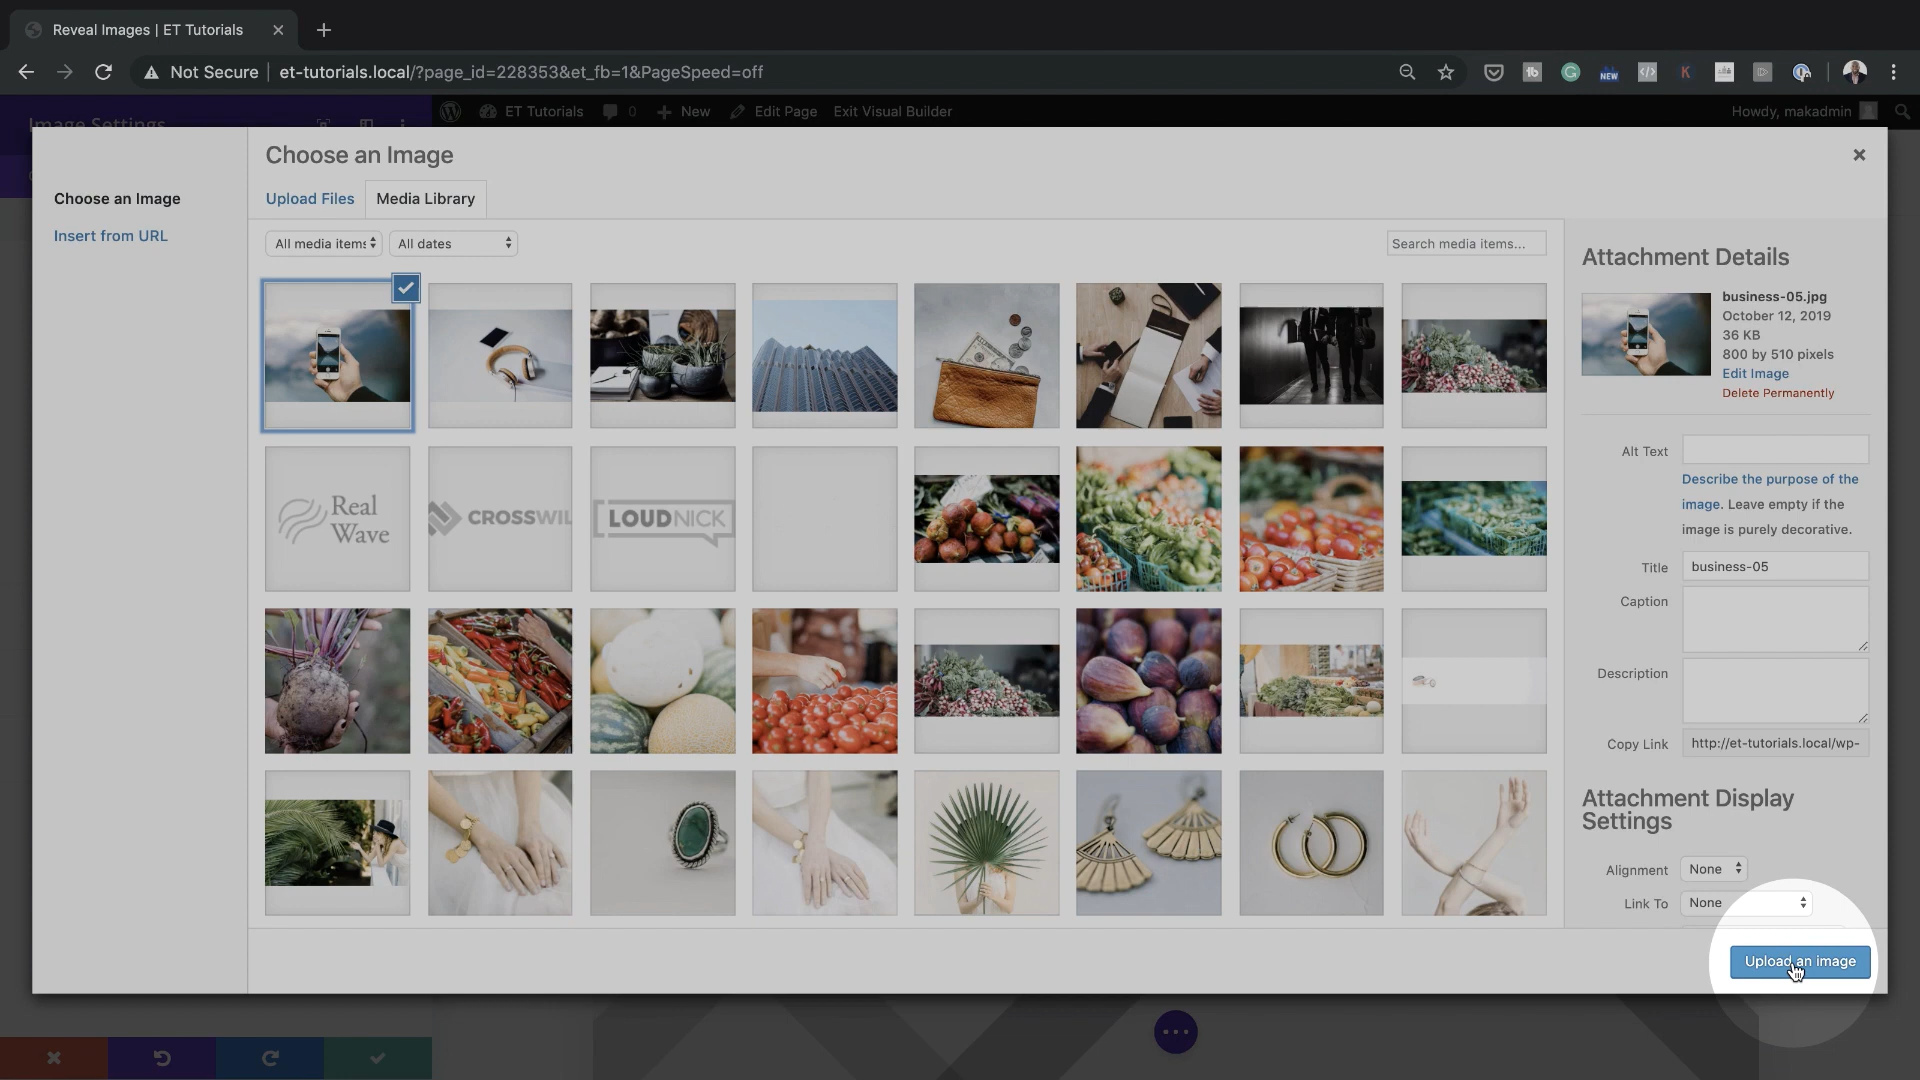 Reveal Images | ET Tutorials
Not Secure
et-tutorials.local/?page_id=228353&et_fb=1&PageSpeed=off
NEW
K
Image Settings
ET Tutorials
0
New
Edit Page
Exit Visual Builder
Howdy, makadmin
Choose an Image
Choose an Image
Insert from URL
Upload Files
Media Library
All media items
All dates
Search media items...
Real
Wave
CROSSWIL
LOUDNICK
Attachment Details
business-05.jpg
October 12, 2019
36 KB
800 by 510 pixels
Edit Image
Delete Permanently
Alt Text
Describe the purpose of the
image. Leave empty if the
image is purely decorative.
Title
business-05
Caption
Description
Copy Link
http://et-tutorials.local/wp-
Attachment Display
Settings
Alignment
None
Link To
None
Upload an image